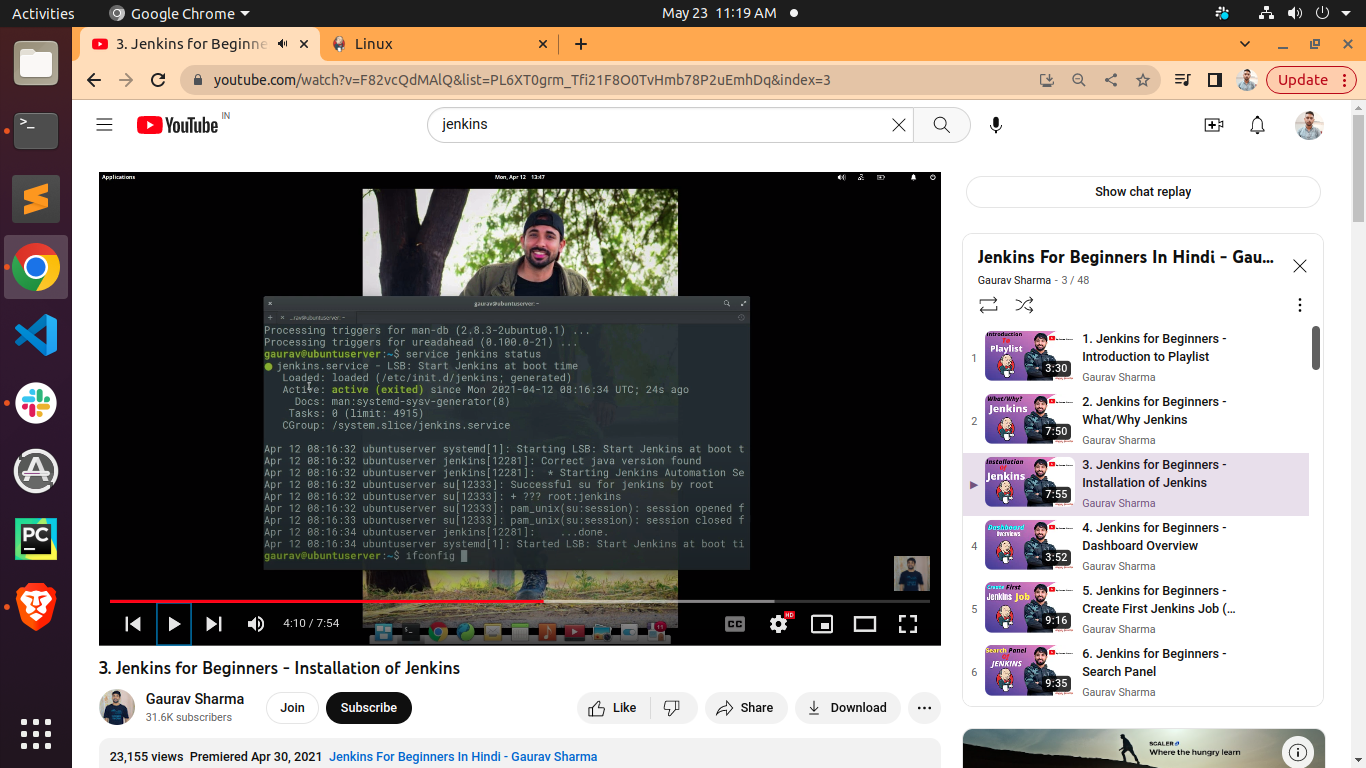 Activities
Google Chrome
May 23 11:19 AM
3. Jenkins for Beginne
Linux
youtube.com/watch?v=F82vcQdMAlQ&list=PL6XT0grm_Tfi21F8O0TvHmb78P2uEmhDq&index=3
Update
YouTube IN
jenkins
Applications
Mon, Apr 12 13:47
gaurav@ubuntuserver: ~
...rav@ubuntuserver: ~
Processing triggers for man-db (2.8.3-2ubuntu0.1) ...
Processing triggers for ureadahead (0.100.0-21) ...
gaurav@ubuntuserver:~$ service jenkins status
jenkins.service - LSB: Start Jenkins at boot time
Loaded: loaded (/etc/init.d/jenkins; generated)
Active: active (exited) since Mon 2021-04-12 08:16:34 UTC; 24s ago
Docs: man:systemd-sysv-generator(8)
Tasks: 0 (limit: 4915)
CGroup: /system.slice/jenkins.service
Apr 12 08:16:32 ubuntuserver systemd[1]: Starting LSB: Start Jenkins at boot t
Apr 12 08:16:32 ubuntuserver jenkins[12281]: Correct java version found
Apr 12 08:16:32 ubuntuserver jenkins[12281]: * Starting Jenkins Automation Se
Apr 12 08:16:32 ubuntuserver su[12333]: Successful su for jenkins by root
Apr 12 08:16:32 ubuntuserver su[12333]: + ??? root:jenkins
Apr 12 08:16:32 ubuntuserver su[12333]: pam_unix(su:session): session opened f
Apr 12 08:16:33 ubuntuserver su[12333]: pam_unix(su:session): session closed f
Apr 12 08:16:34 ubuntuserver jenkins[12281]: ...done.
Apr 12 08:16:34 ubuntuserver systemd[1]: Started LSB: Start Jenkins at boot ti
gaurav@ubuntuserver:~$ ifconfig
4:10 / 7:54
CC
HD
3. Jenkins for Beginners - Installation of Jenkins
Gaurav Sharma
31.6K subscribers
Join
Subscribe
Like
Share
Download
23,155 views Premiered Apr 30, 2021 Jenkins For Beginners In Hindi - Gaurav Sharma
Show chat replay
Jenkins For Beginners In Hindi - Gau...
Gaurav Sharma - 3 / 48
1
Introduction
to
Playlist
3:30
1. Jenkins for Beginners -
Introduction to Playlist
Gaurav Sharma
2
What/Why?
Jenkins
7:50
2. Jenkins for Beginners -
What/Why Jenkins
Gaurav Sharma
Installation
of
Jenkins
7:55
3. Jenkins for Beginners -
Installation of Jenkins
Gaurav Sharma
4
Dashboard
3:52
4. Jenkins for Beginners -
Dashboard Overview
Gaurav Sharma
5
Create First
Jenkins Job
9:16
5. Jenkins for Beginners -
Create First Jenkins Job (...
Gaurav Sharma
6
Search Panel
of
JENKINS
9:35
6. Jenkins for Beginners -
Search Panel
Gaurav Sharma
SCALER
Where the hungry learn
PC